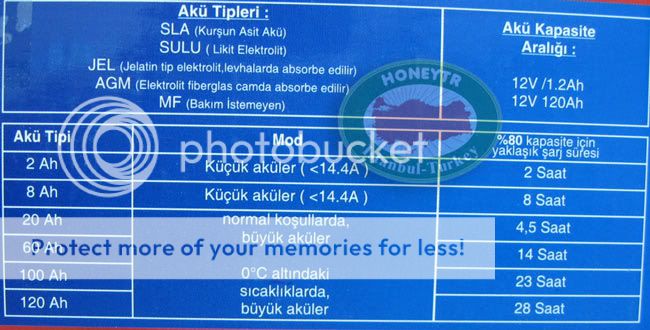 Akü Tipleri :
SLA (Kurşun Asit Akü)
SULU ( Likit Elektrolit)
JEL (Jelatin tip elektrolit,levhalarda absorbe edilir)
AGM (Elektrolit fiberglas camda absorbe edilir)
MF (Bakım İstemeyen)
Akü Kapasite
Aralığı :
12V /1.2Ah
12V 120Ah
HONEYTR
İstanbul-Turkey
photobucket
Protect more of your memories for less!
Akü Tipi Mod %80 kapasite için
yaklaşık şarj süresi
2 Ah Küçük aküler ( <14.4A ) 2 Saat
8 Ah Küçük aküler ( <14.4A ) 8 Saat
20 Ah normal koşullarda, 4,5 Saat
büyük aküler
60 Ah 14 Saat
100 Ah 0°C altındaki 23 Saat
sıcaklıklarda,
120 Ah büyük aküler 28 Saat